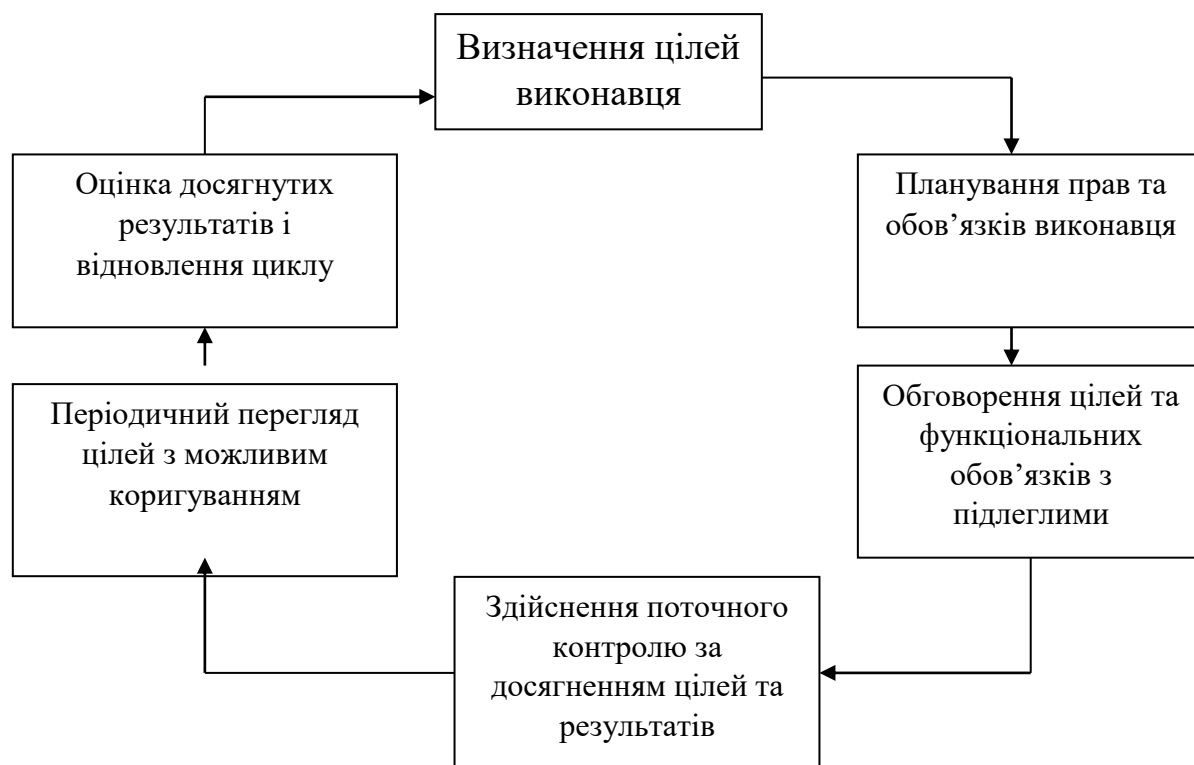 Визначення цілей
виконавця
Планування прав та
обов’язків виконавця
Обговорення цілей та
функціональних
обов’язків з
підлеглими
Здійснення поточного
контролю за
досягненням цілей та
результатів
Періодичний перегляд
цілей з можливим
коригуванням
Оцінка досягнутих
результатів і
відновлення циклу